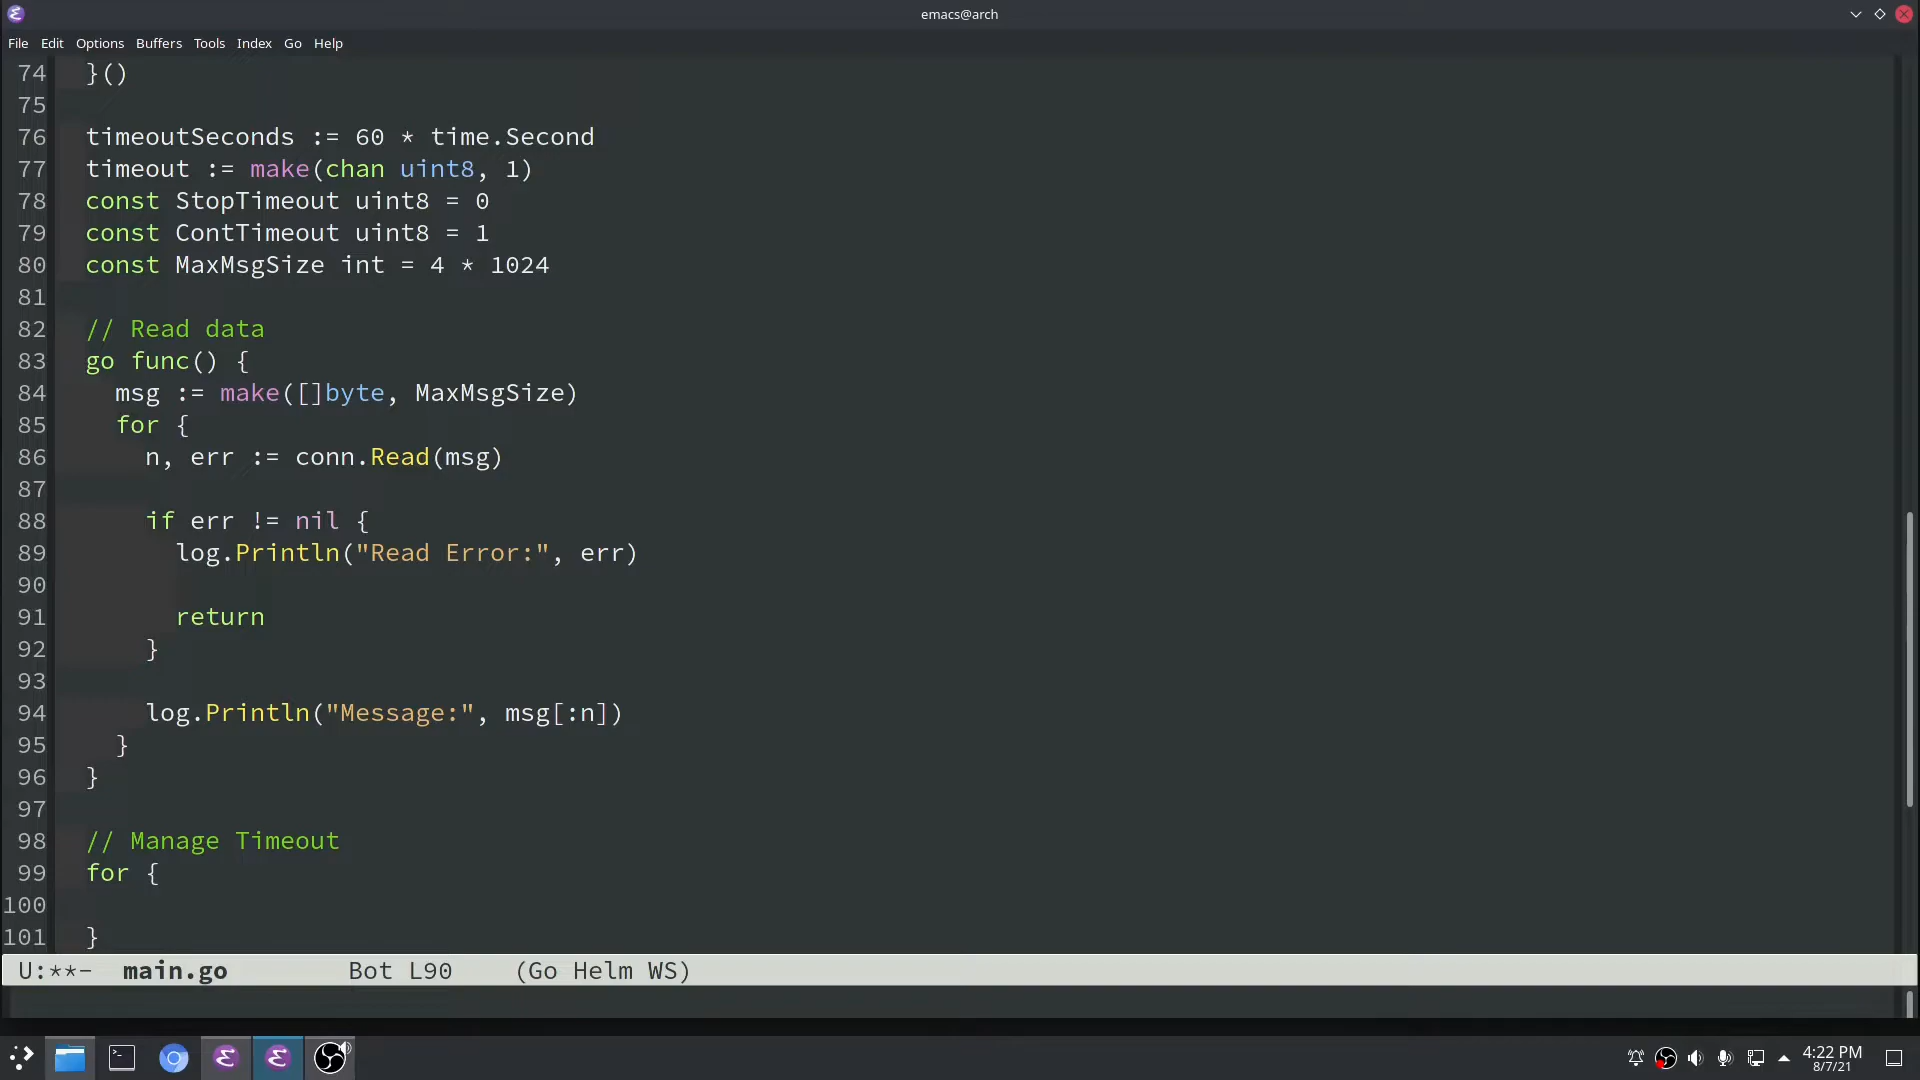 emacs@arch
File Edit Options Buffers Tools Index Go Help
74 }()
75
76 timeoutSeconds := 60 * time.Second
77 timeout := make(chan uint8, 1)
78 const StopTimeout uint8 = 0
79 const ContTimeout uint8 = 1
80 const MaxMsgSize int = 4 * 1024
81
82 // Read data
83 go func() {
84 msg := make([]byte, MaxMsgSize)
85 for {
86 n, err := conn.Read(msg)
87
88 if err != nil {
89 log.Println("Read Error:", err)
90
91 return
92 }
93
94 log.Println("Message:", msg[:n])
95 }
96 }
97
98 // Manage Timeout
99 for {
100
101 }
U:**- main.go Bot L90 (Go Helm WS)
4:22 PM
8/7/21